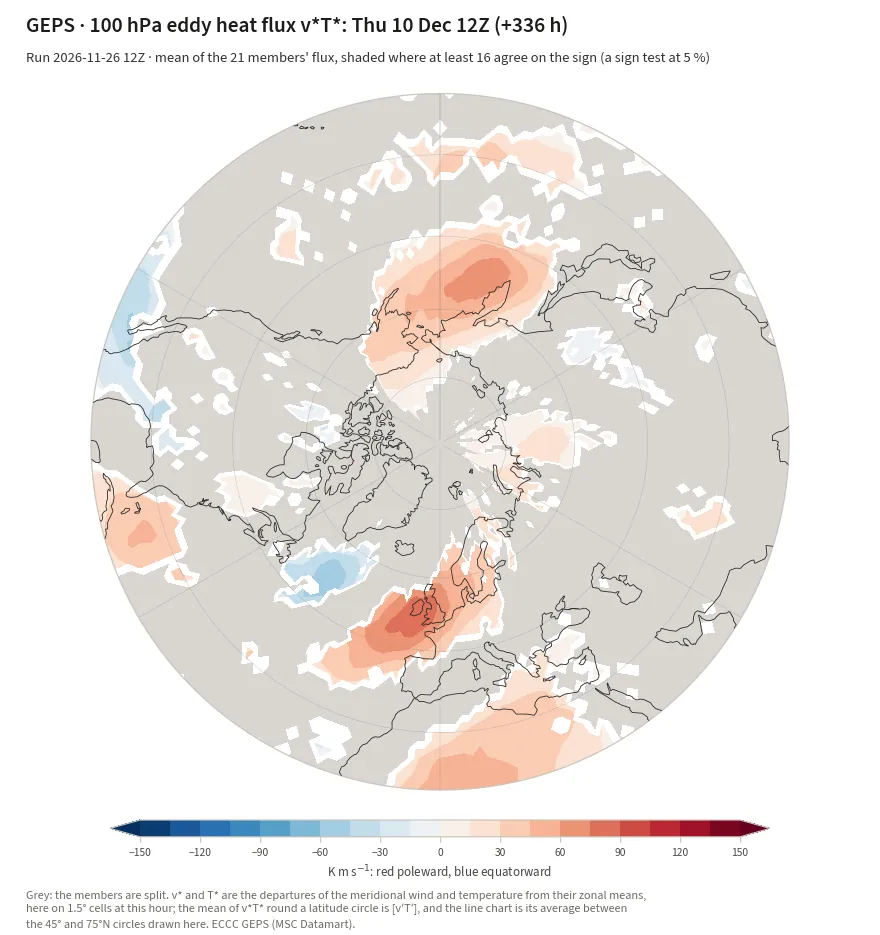 GEPS · 100 hPa eddy heat flux v*T*: Thu 10 Dec 12Z (+336 h)
Run 2026-11-26 12Z · mean of the 21 members' flux, shaded where at least 16 agree on the sign (a sign test at 5 %)
−150 −120 −90 −60 −30 0 30 60 90 120 150
K m s⁻¹: red poleward, blue equatorward
Grey: the members are split. v* and T* are the departures of the meridional wind and temperature from their zonal means,
here on 1.5° cells at this hour; the mean of v*T* round a latitude circle is [v′T′], and the line chart is its average between
the 45° and 75°N circles drawn here. ECCC GEPS (MSC Datamart).